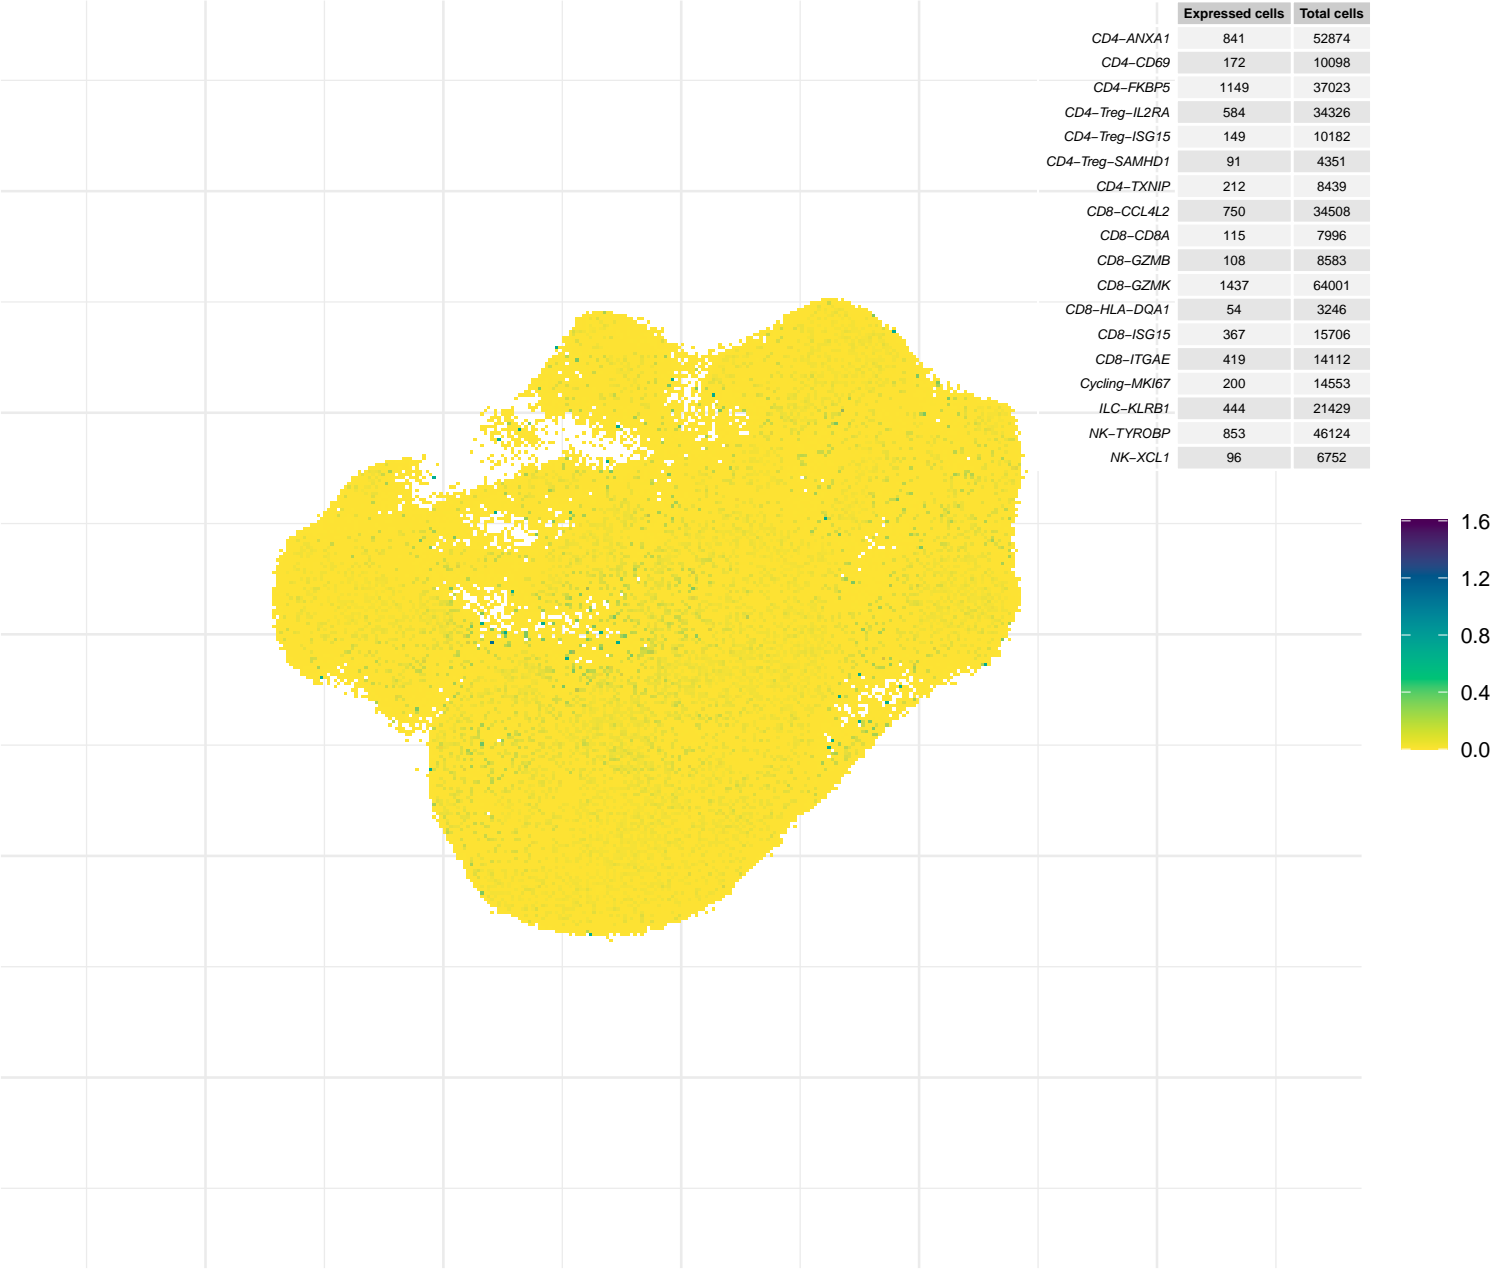 Expressed cells Total cells
CD4−ANXA1 841 52874
CD4−CD69 172 10098
CD4−FKBP5 1149 37023
CD4−Treg−IL2RA 584 34326
CD4−Treg−ISG15 149 10182
CD4−Treg−SAMHD1 91 4351
CD4−TXNIP 212 8439
CD8−CCL4L2 750 34508
CD8−CD8A 115 7996
CD8−GZMB 108 8583
CD8−GZMK 1437 64001
CD8−HLA−DQA1 54 3246
CD8−ISG15 367 15706
CD8−ITGAE 419 14112
Cycling−MKI67 200 14553
ILC−KLRB1 444 21429
NK−TYROBP 853 46124
NK−XCL1 96 6752
1.6
1.2
0.8
0.4
0.0